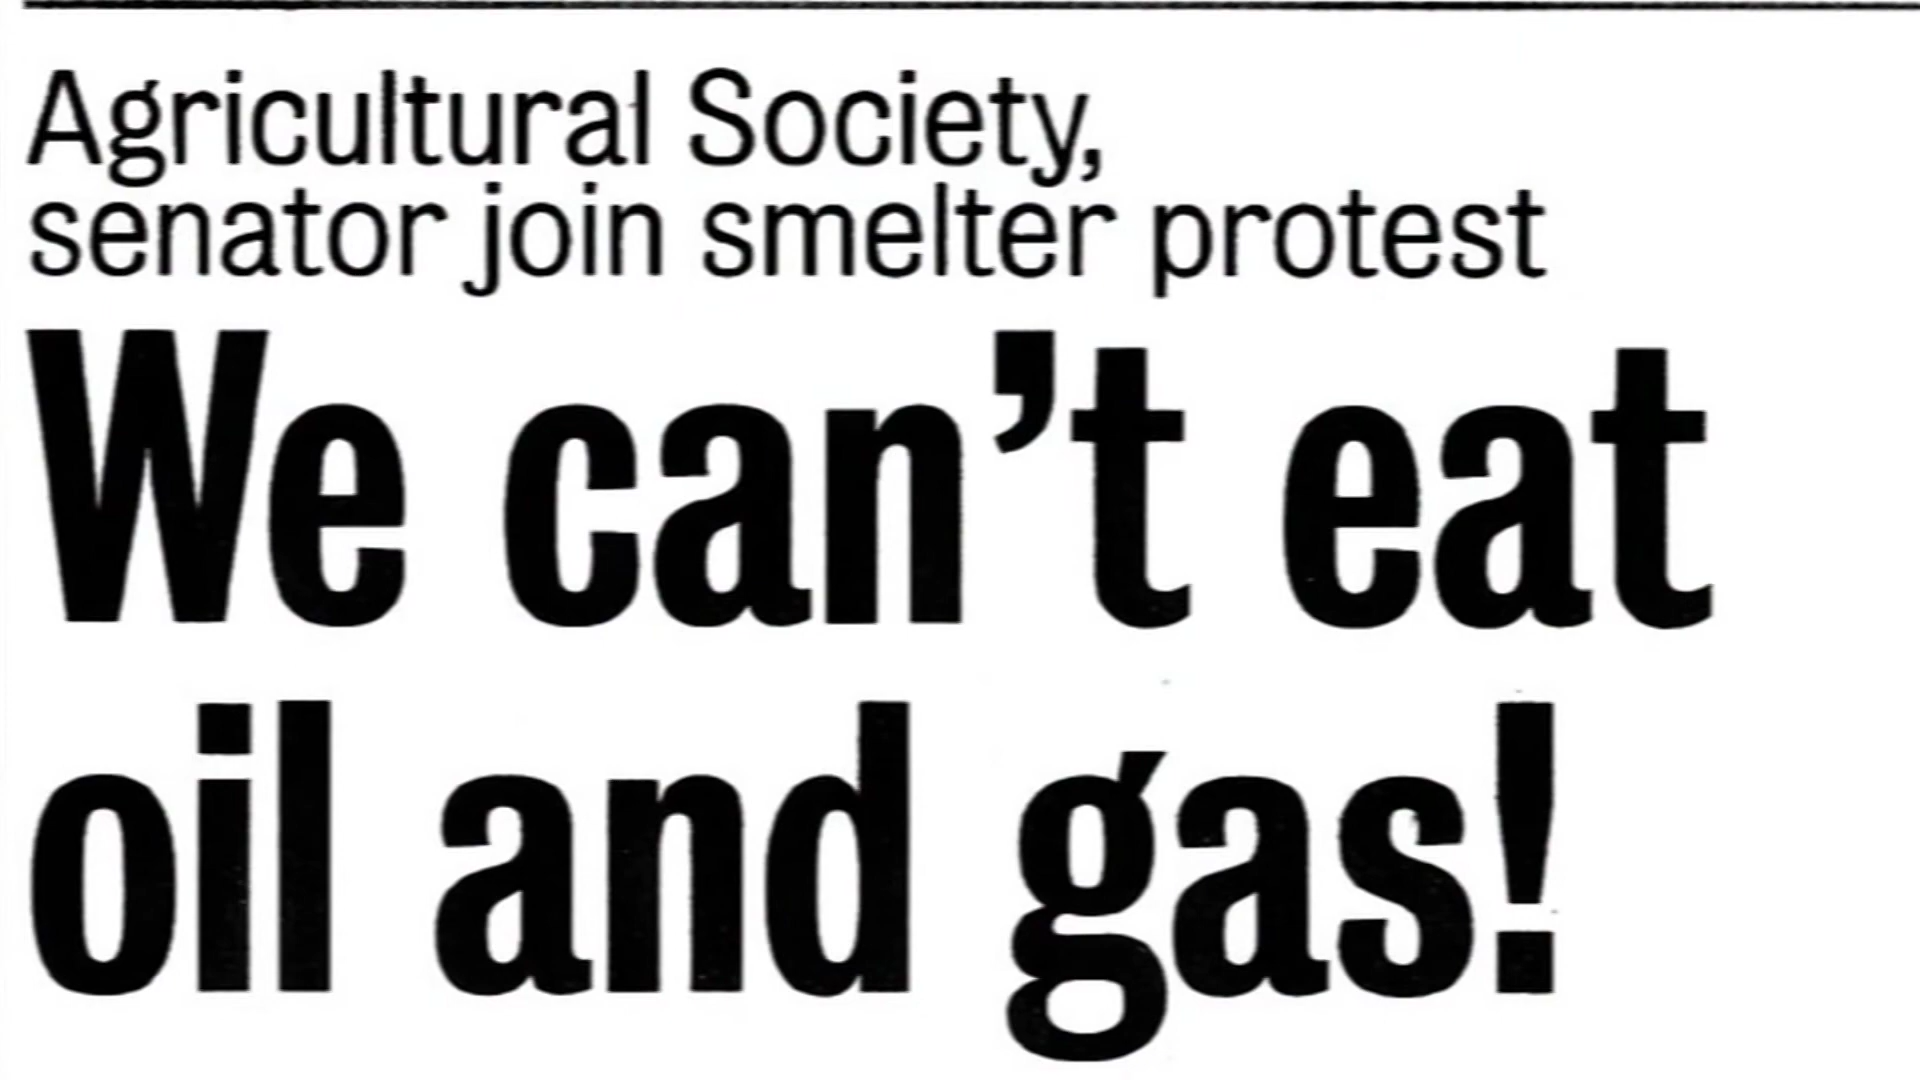 Agricultural Society,
senator join smelter protest
We can’t eat
oil and gas!